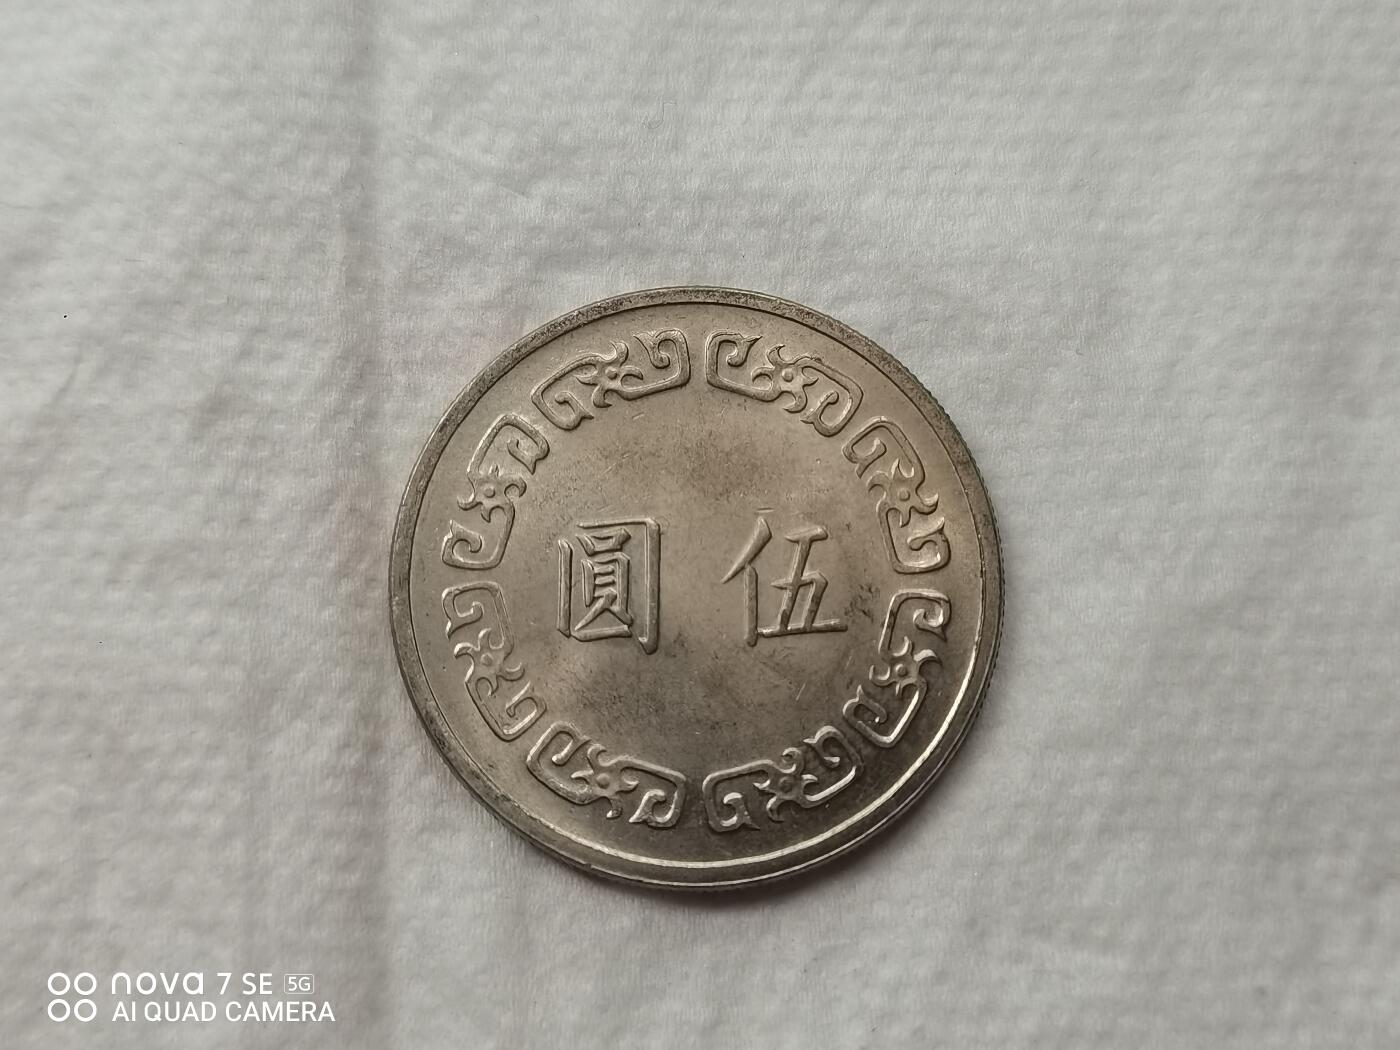 圓 伍
nova 7 SE 5G
AI QUAD CAMERA